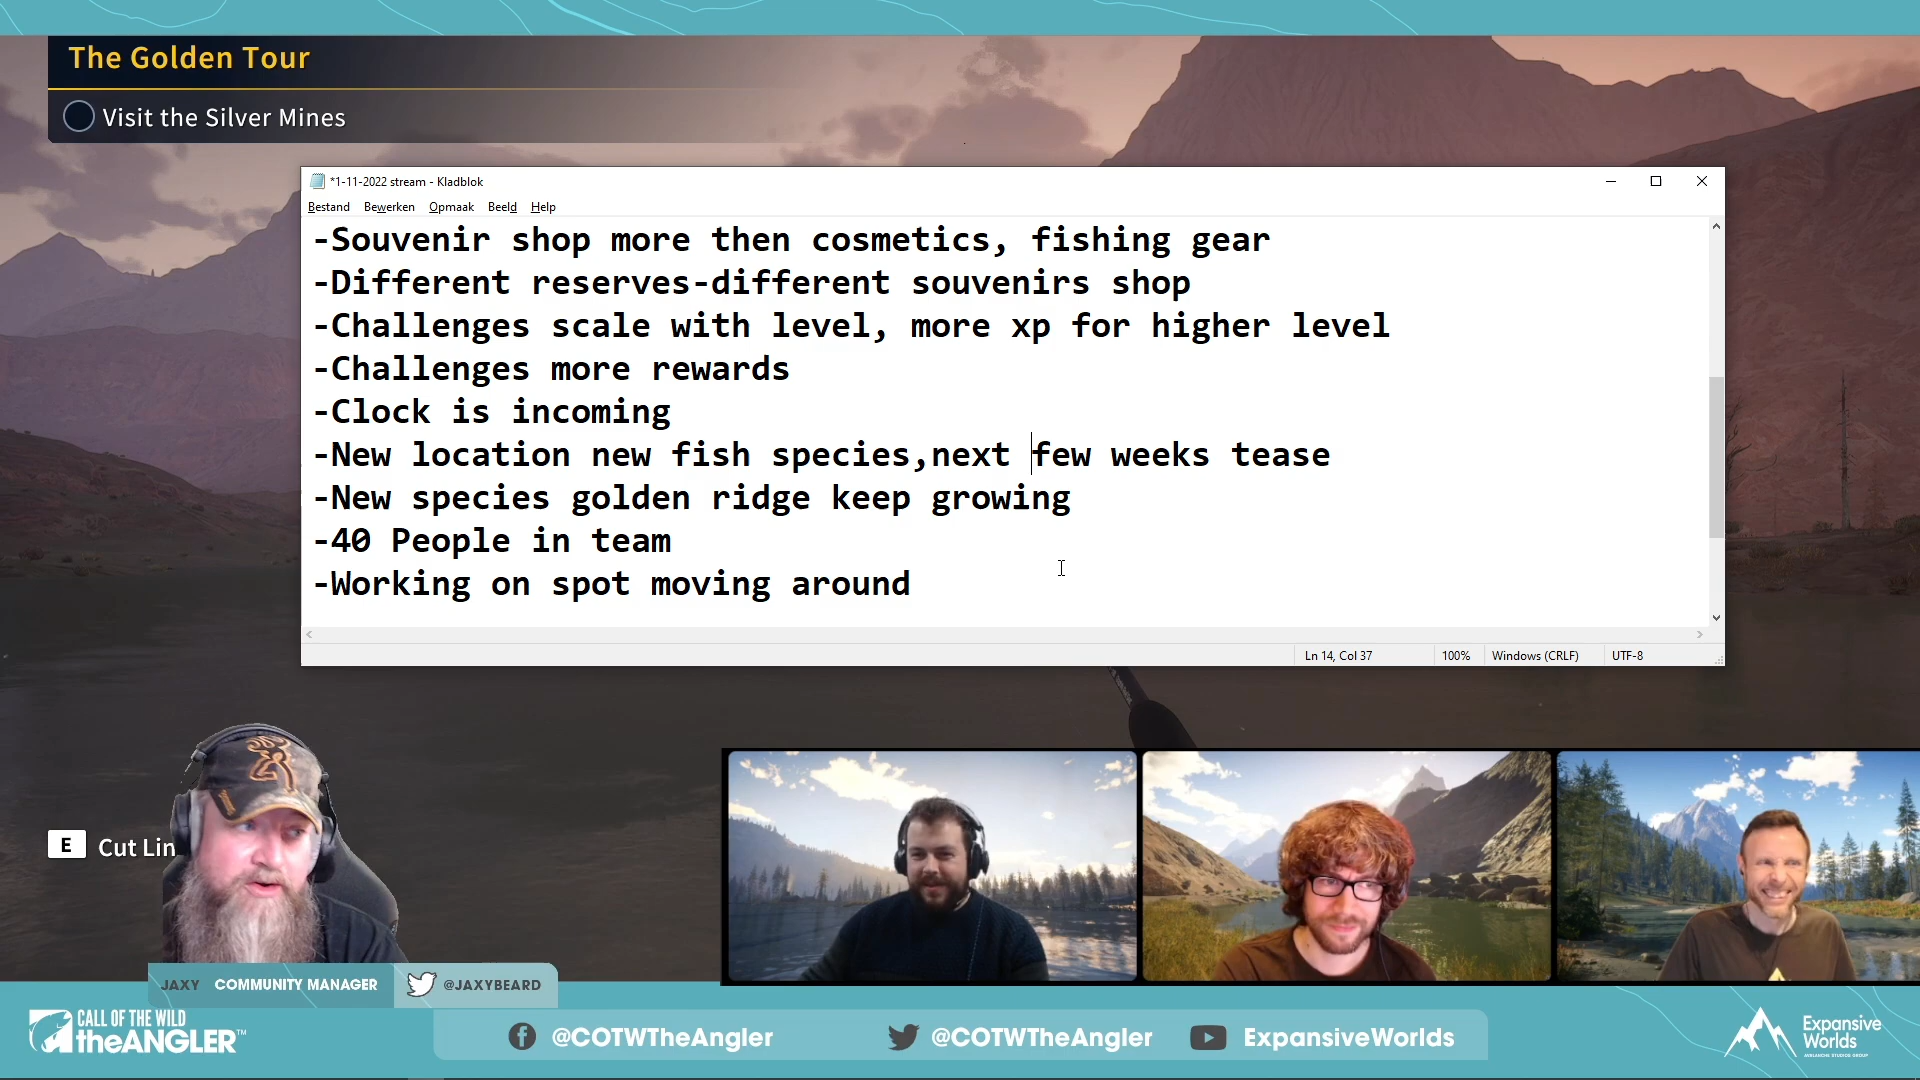 The Golden Tour
Visit the Silver Mines
*1-11-2022 stream - Kladblok
Bestand Bewerken Opmaak Beeld Help
-Souvenir shop more then cosmetics, fishing gear
-Different reserves-different souvenirs shop
-Challenges scale with level, more xp for higher level
-Challenges more rewards
-Clock is incoming
-New location new fish species,next few weeks tease
-New species golden ridge keep growing
-40 People in team
-Working on spot moving around
Ln 14, Col 37 100% Windows (CRLF) UTF-8
E Cut Lin
JAXY COMMUNITY MANAGER @JAXYBEARD
CALL OF THE WILD
theANGLER™
@COTWTheAngler @COTWTheAngler ExpansiveWorlds
Expansive
Worlds
AVALANCHE STUDIOS GROUP